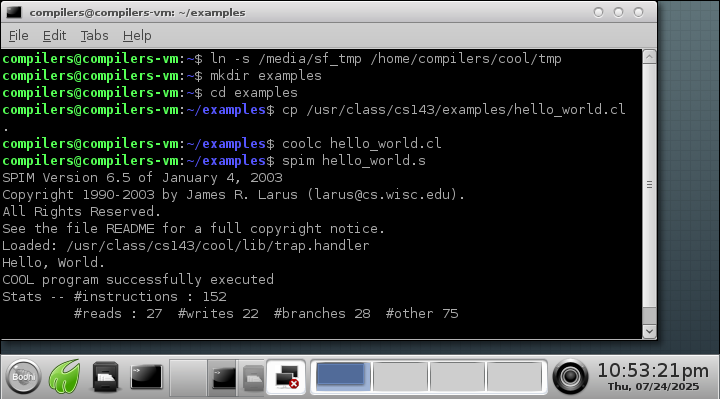 compilers@compilers-vm: ~/examples
File Edit Tabs Help
compilers@compilers-vm:~$ ln -s /media/sf_tmp /home/compilers/cool/tmp
compilers@compilers-vm:~$ mkdir examples
compilers@compilers-vm:~$ cd examples
compilers@compilers-vm:~/examples$ cp /usr/class/cs143/examples/hello_world.cl
.
compilers@compilers-vm:~/examples$ coolc hello_world.cl
compilers@compilers-vm:~/examples$ spim hello_world.s
SPIM Version 6.5 of January 4, 2003
Copyright 1990-2003 by James R. Larus (larus@cs.wisc.edu).
All Rights Reserved.
See the file README for a full copyright notice.
Loaded: /usr/class/cs143/cool/lib/trap.handler
Hello, World.
COOL program successfully executed
Stats -- #instructions : 152
#reads : 27 #writes 22 #branches 28 #other 75
Bodhi
10:53:21pm
Thu, 07/24/2025